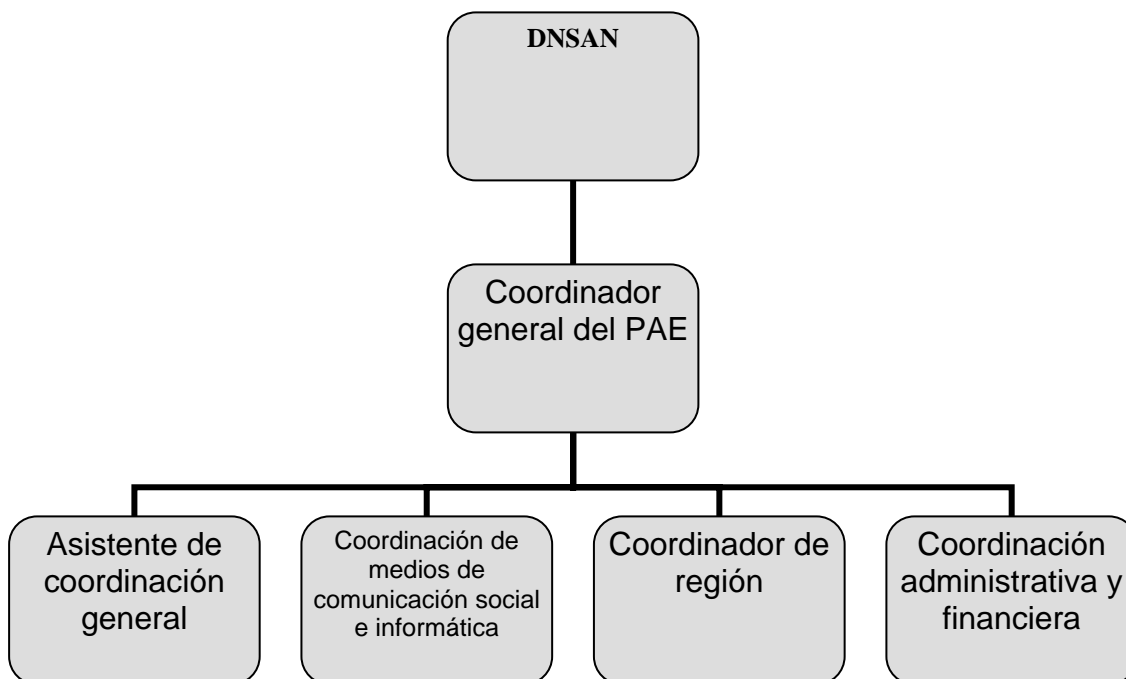 DNSAN
Coordinador
general del PAE
Asistente de
coordinación
general
Coordinación de
medios de
comunicación social
e informática
Coordinador de
región
Coordinación
administrativa y
financiera